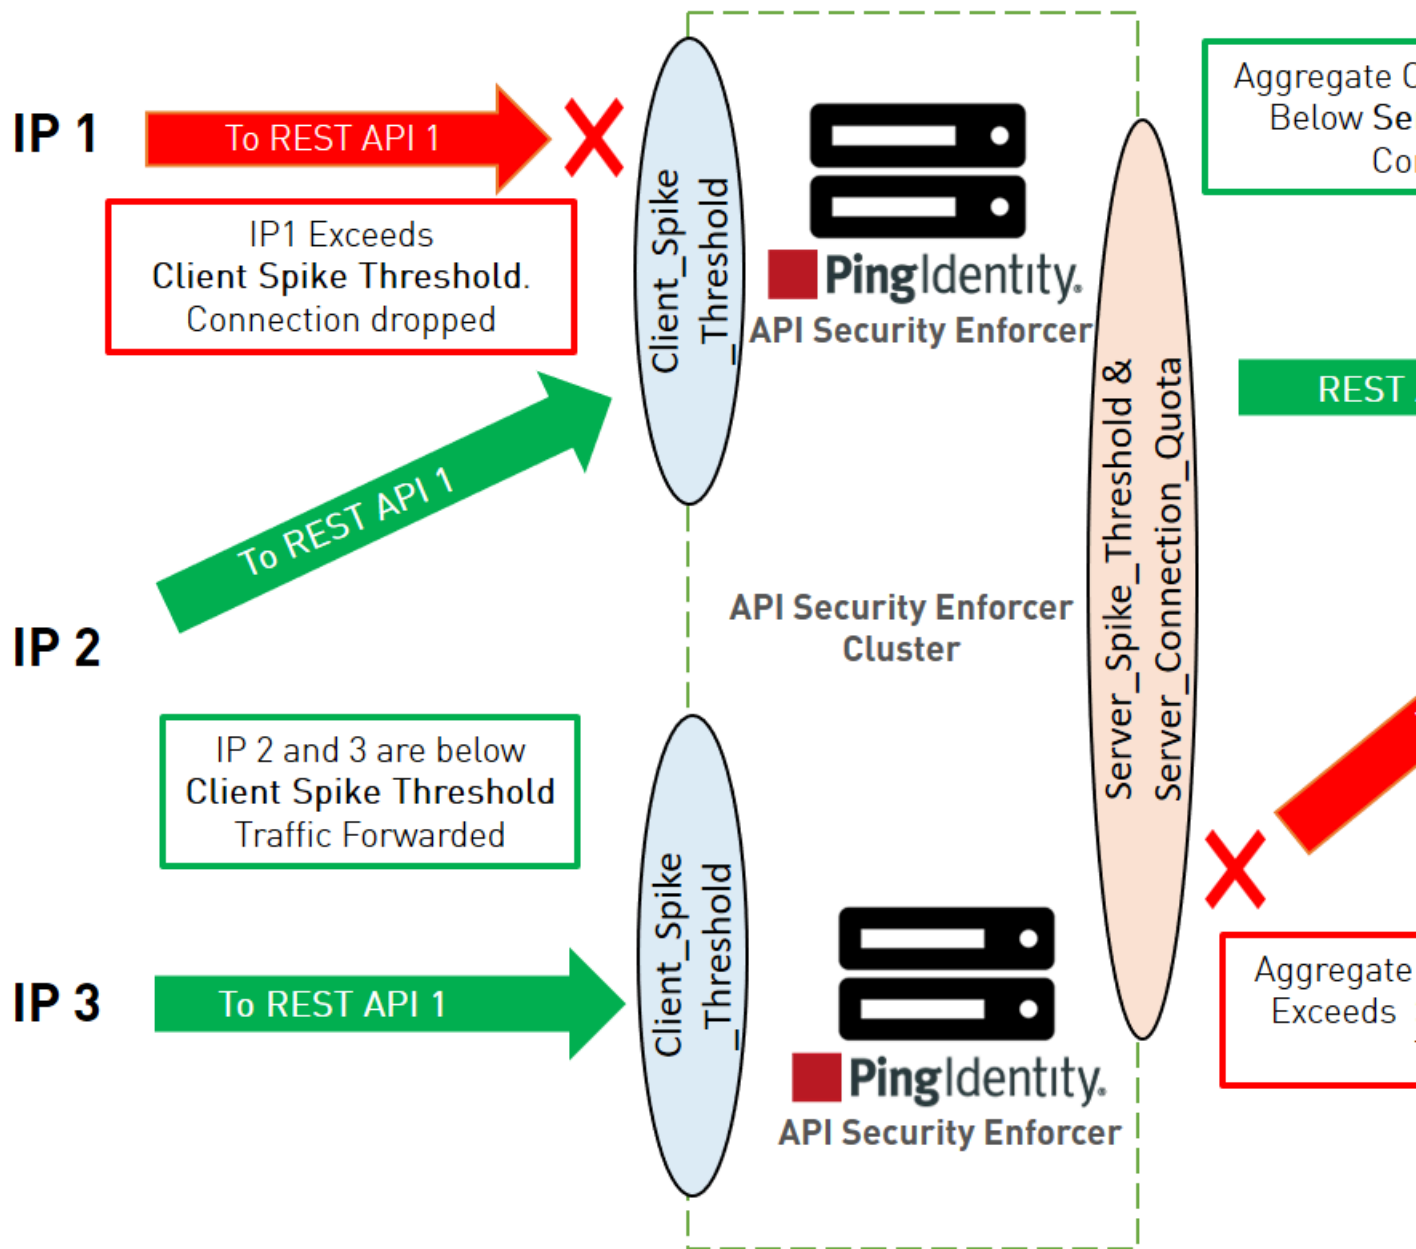 IP 1
To REST API 1
IP1 Exceeds
Client Spike Threshold.
Connection dropped
To REST API 1
IP 2
IP 2 and 3 are below
Client Spike Threshold
Traffic Forwarded
IP 3
To REST API 1
Client_Spike
_Threshold
PingIdentity.
API Security Enforcer
API Security Enforcer
Cluster
Client_Spike
_Threshold
PingIdentity.
API Security Enforcer
Server_Spike_Threshold &
Server_Connection_Quota
Aggregate
Below
REST
Aggregate
Exceeds